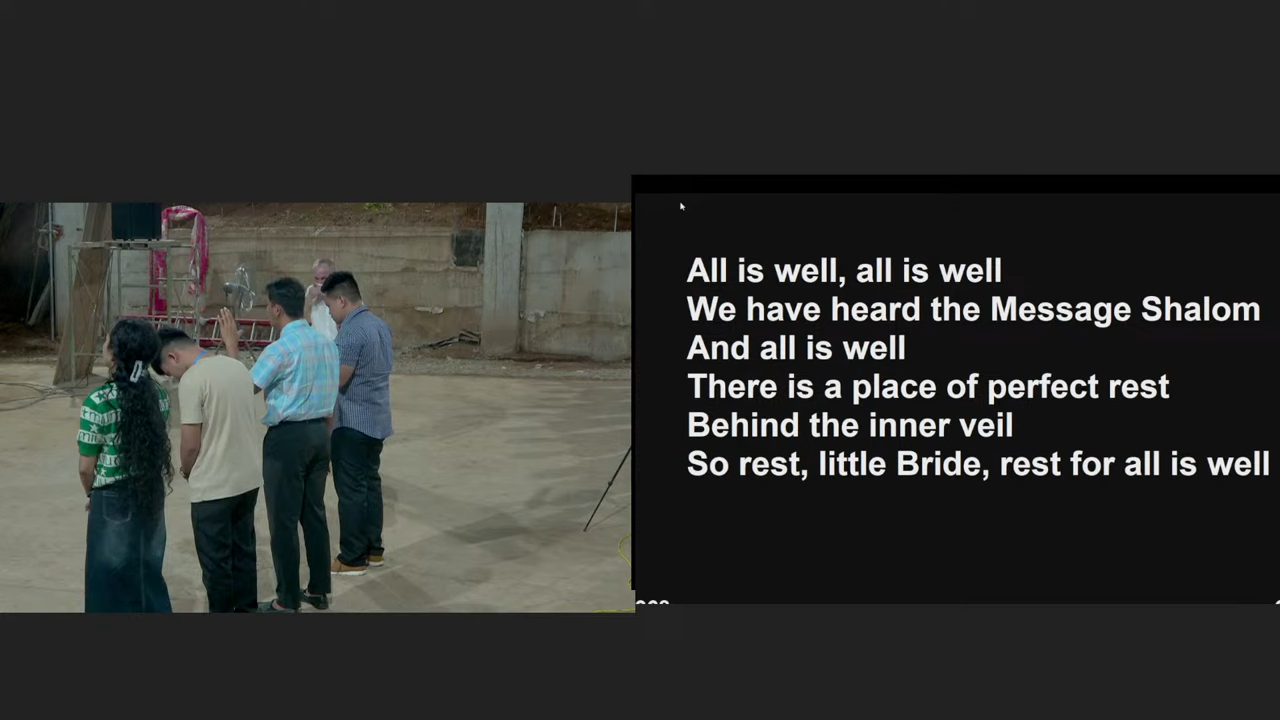 All is well, all is well
We have heard the Message Shalom
And all is well
There is a place of perfect rest
Behind the inner veil
So rest, little Bride, rest for all is well